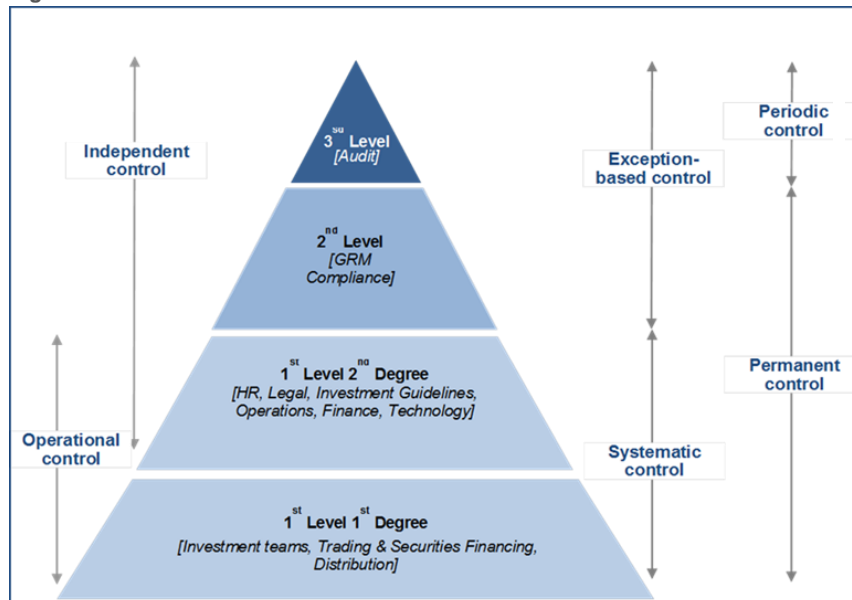 3rd Level
[Audit]
Independent
control
Exception-
based control
Periodic
control
2nd Level
[GRM
Compliance]
1st Level 2nd Degree
[HR, Legal, Investment Guidelines,
Operations, Finance, Technology]
Permanent
control
Operational
control
Systematic
control
1st Level 1st Degree
[Investment teams, Trading & Securities Financing,
Distribution]